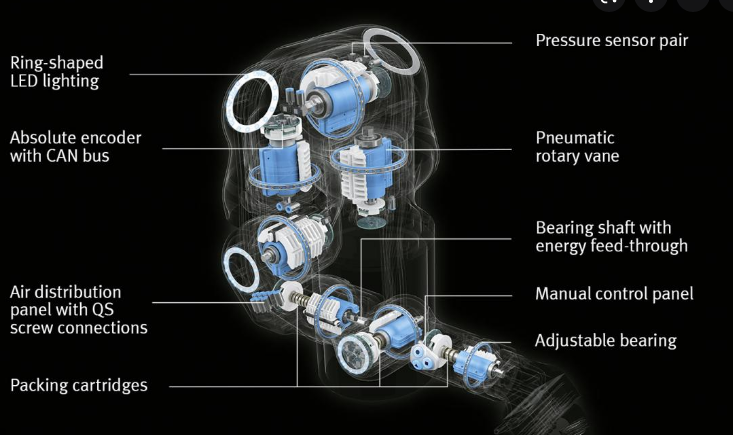 Ring-shaped
LED lighting
Absolute encoder
with CAN bus
Air distribution
panel with QS
screw connections
Packing cartridges
Pressure sensor pair
Pneumatic
rotary vane
Bearing shaft with
energy feed-through
Manual control panel
Adjustable bearing